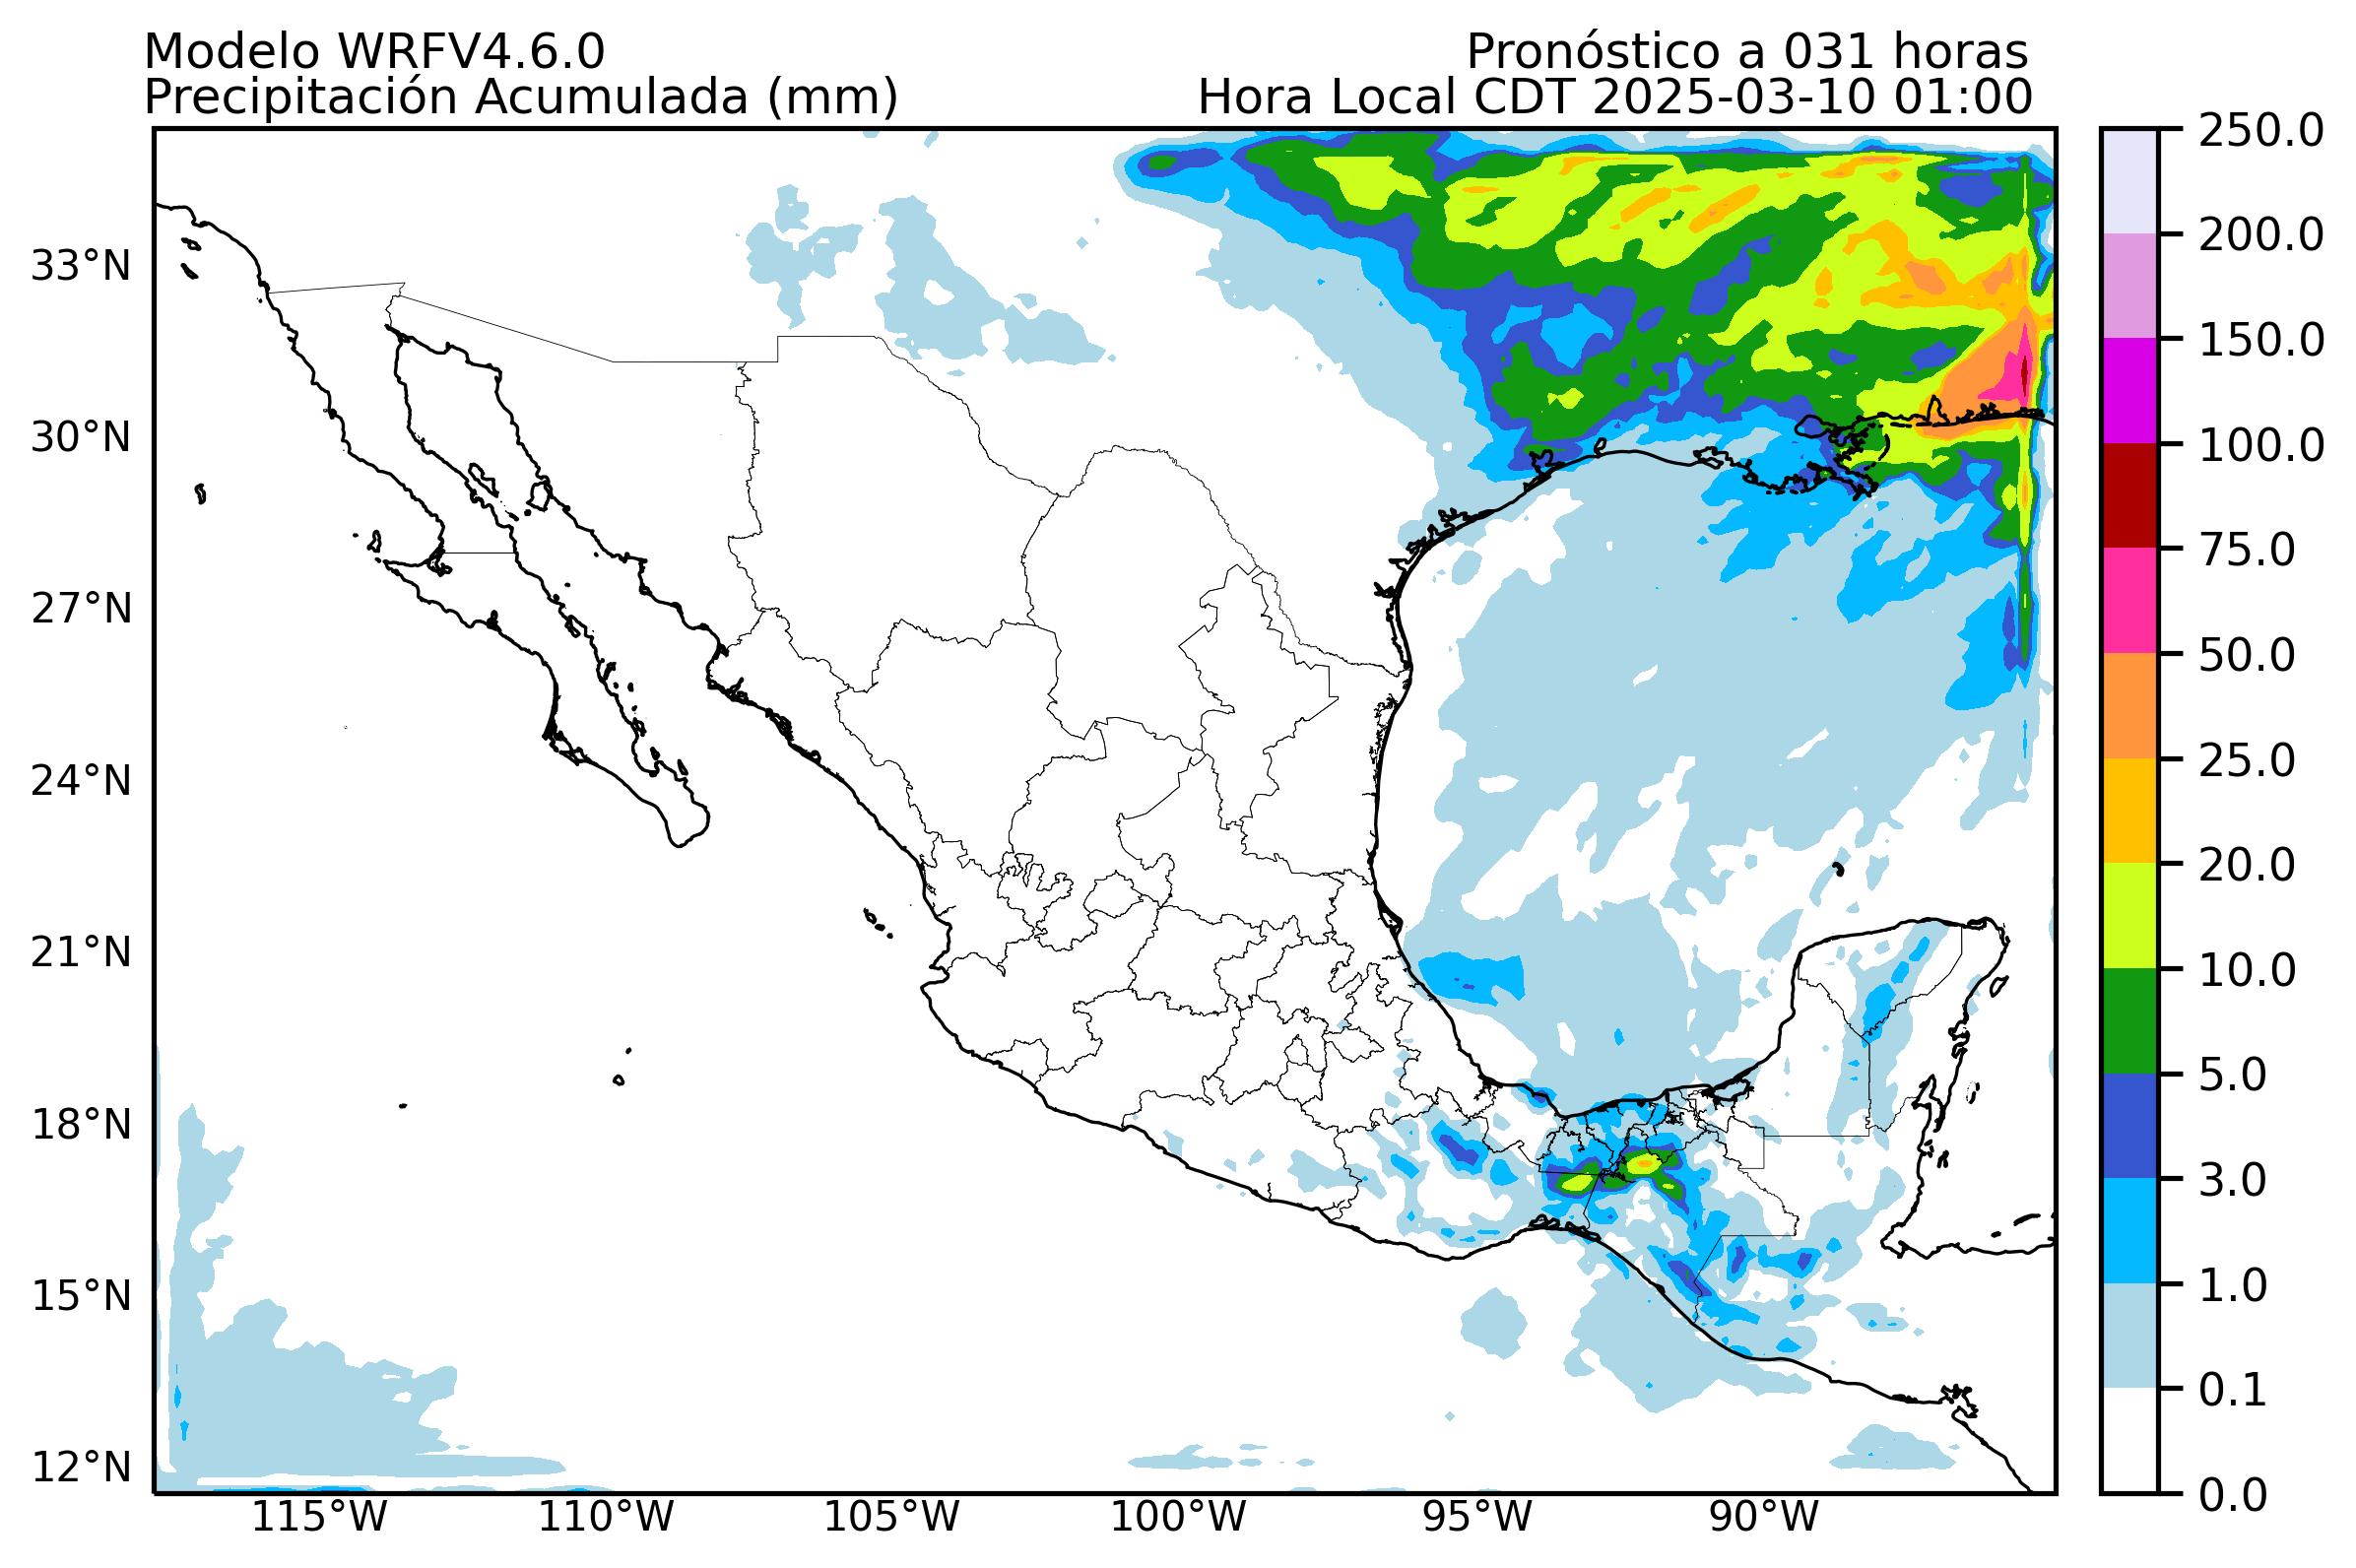 Modelo WRFV4.6.0
Pronóstico a 031 horas
Precipitación Acumulada (mm)
Hora Local CDT 2025-03-10 01:00
33°N
30°N
27°N
24°N
21°N
18°N
15°N
12°N
115°W
110°W
105°W
100°W
95°W
90°W
250.0
200.0
150.0
100.0
75.0
50.0
25.0
20.0
10.0
5.0
3.0
1.0
0.1
0.0